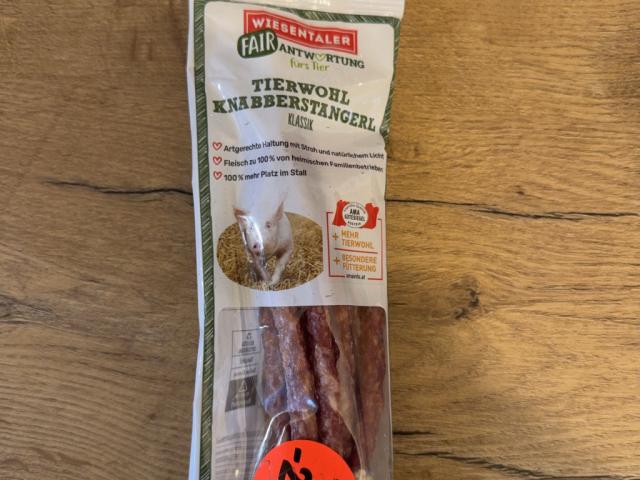 WIESENTALER
FAIR
ANTWORTUNG
fürs Tier
TIERWOHL
KNABBERSTANGERL
KLASSIK
Artgerechte Haltung mit Stroh und natürlichem Licht
Fleisch zu 100% von heimischen Familienbetrieben
100% mehr Platz im Stall
AMA
GÜTESIEGEL
+ MEHR
TIERWOHL
+ BESONDERE
FÜTTERUNG
amainfo.at